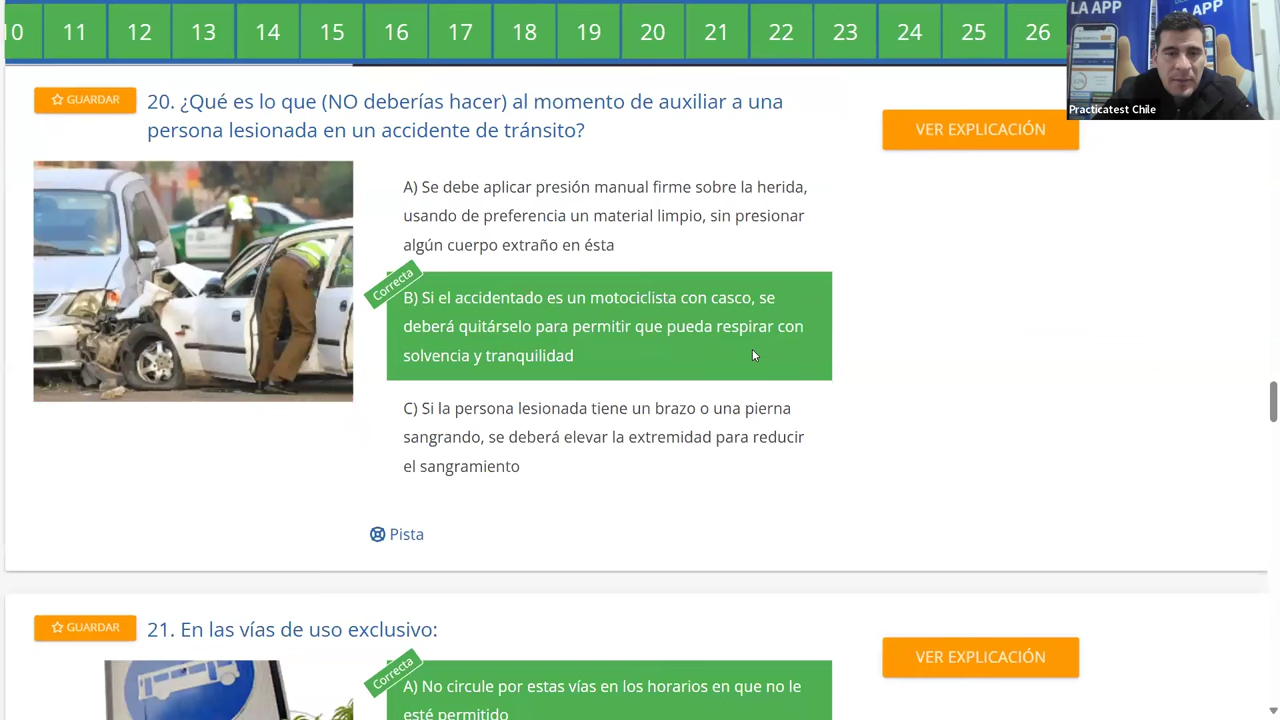 10 11 12 13 14 15 16 17 18 19 20 21 22 23 24 25 26
LA APP
LA APP
Practicatest Chile
GUARDAR
20. ¿Qué es lo que (NO deberías hacer) al momento de auxiliar a una
persona lesionada en un accidente de tránsito?
VER EXPLICACIÓN
A) Se debe aplicar presión manual firme sobre la herida,
usando de preferencia un material limpio, sin presionar
algún cuerpo extraño en ésta
Correcta
B) Si el accidentado es un motociclista con casco, se
deberá quitárselo para permitir que pueda respirar con
solvencia y tranquilidad
C) Si la persona lesionada tiene un brazo o una pierna
sangrando, se deberá elevar la extremidad para reducir
el sangramiento
Pista
GUARDAR
21. En las vías de uso exclusivo:
VER EXPLICACIÓN
Correcta
A) No circule por estas vías en los horarios en que no le
esté permitido